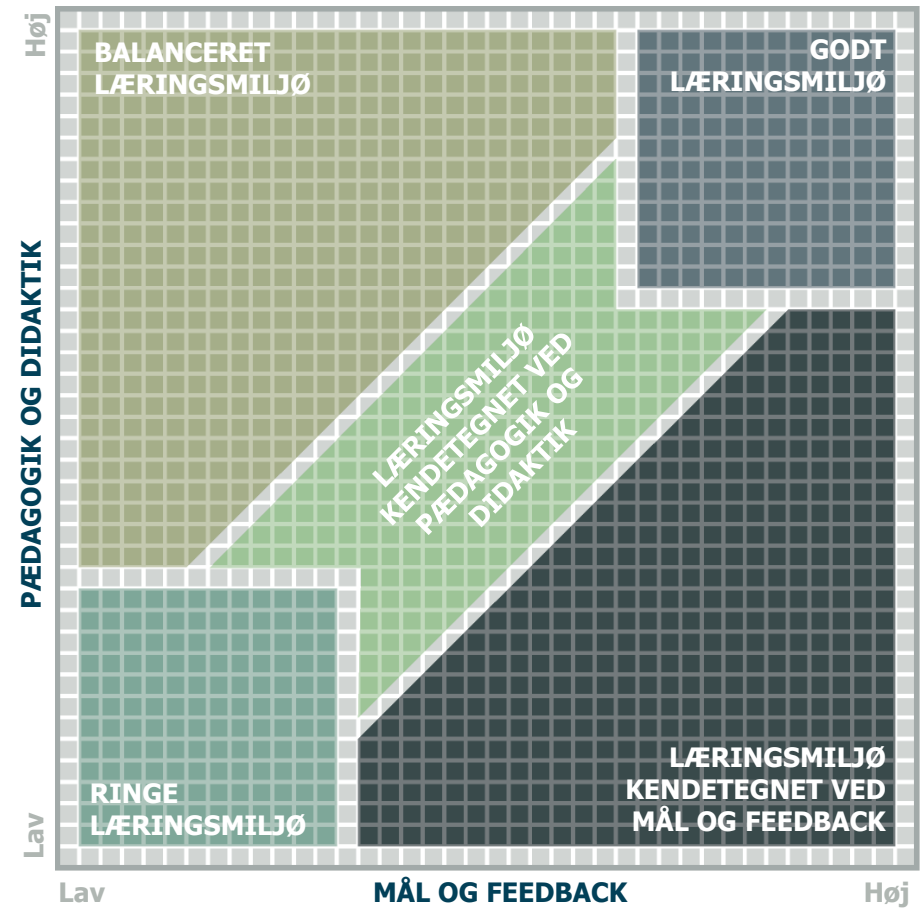 Høj
BALANCERET
LÆRINGSMILJØ
GODT
LÆRINGSMILJØ
PÆDAGOGIK OG DIDAKTIK
LÆRINGSMILJØ
KENDETEGNET VED
PÆDAGOGIK OG
DIDAKTIK
RINGE
LÆRINGSMILJØ
LÆRINGSMILJØ
KENDETEGNET VED
MÅL OG FEEDBACK
Lav
Lav
MÅL OG FEEDBACK
Høj